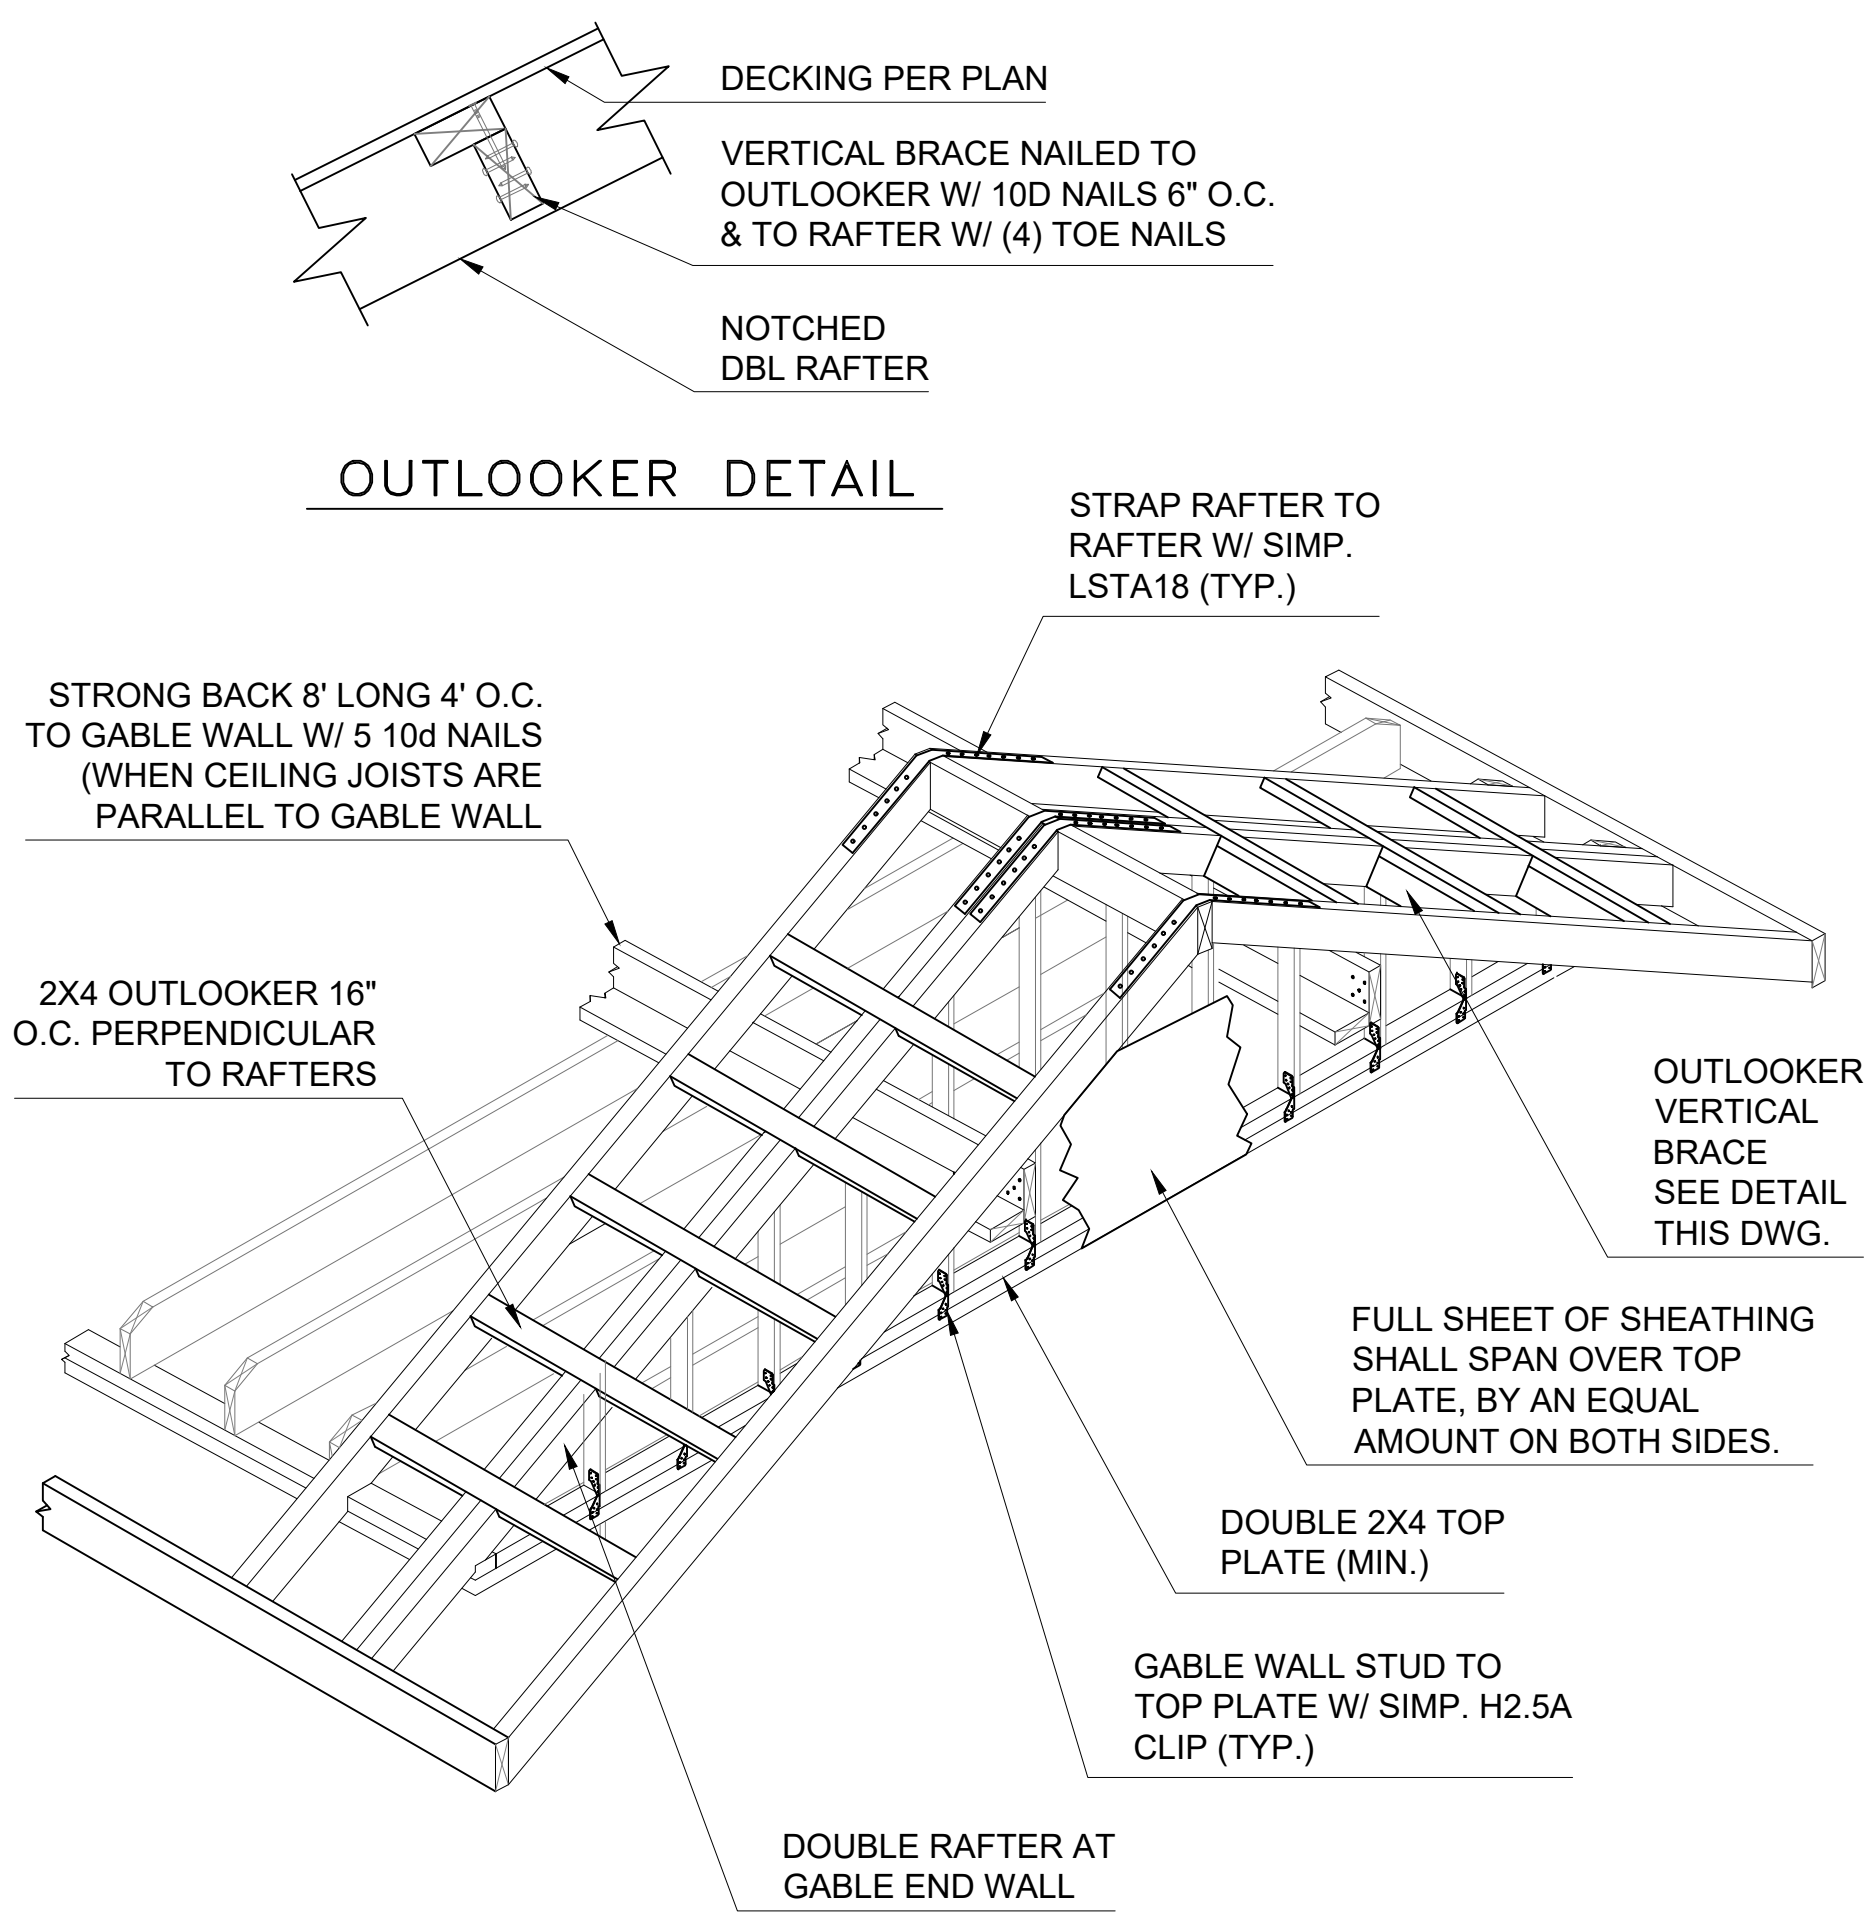 DECKING PER PLAN
VERTICAL BRACE NAILED TO
OUTLOOKER W/ 10D NAILS 6" O.C.
& TO RAFTER W/ (4) TOE NAILS
NOTCHED
DBL RAFTER
OUTLOOKER DETAIL
STRAP RAFTER TO
RAFTER W/ SIMP.
LSTA18 (TYP.)
STRONG BACK 8' LONG 4' O.C.
TO GABLE WALL W/ 5 10d NAILS
(WHEN CEILING JOISTS ARE
PARALLEL TO GABLE WALL
2X4 OUTLOOKER 16"
O.C. PERPENDICULAR
TO RAFTERS
OUTLOOKER
VERTICAL
BRACE
SEE DETAIL
THIS DWG.
FULL SHEET OF SHEATHING
SHALL SPAN OVER TOP
PLATE, BY AN EQUAL
AMOUNT ON BOTH SIDES.
DOUBLE 2X4 TOP
PLATE (MIN.)
GABLE WALL STUD TO
TOP PLATE W/ SIMP. H2.5A
CLIP (TYP.)
DOUBLE RAFTER AT
GABLE END WALL